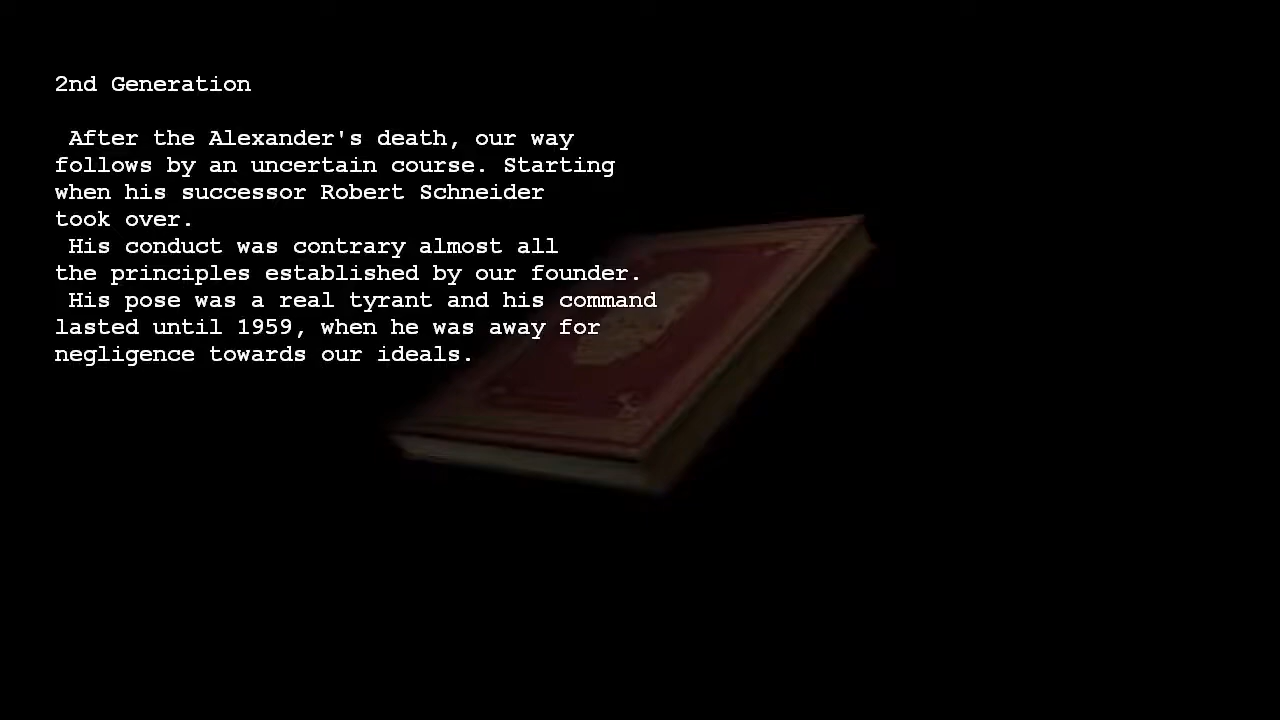 2nd Generation
After the Alexander's death, our way
follows by an uncertain course. Starting
when his successor Robert Schneider
took over.
His conduct was contrary almost all
the principles established by our founder.
His pose was a real tyrant and his command
lasted until 1959, when he was away for
negligence towards our ideals.